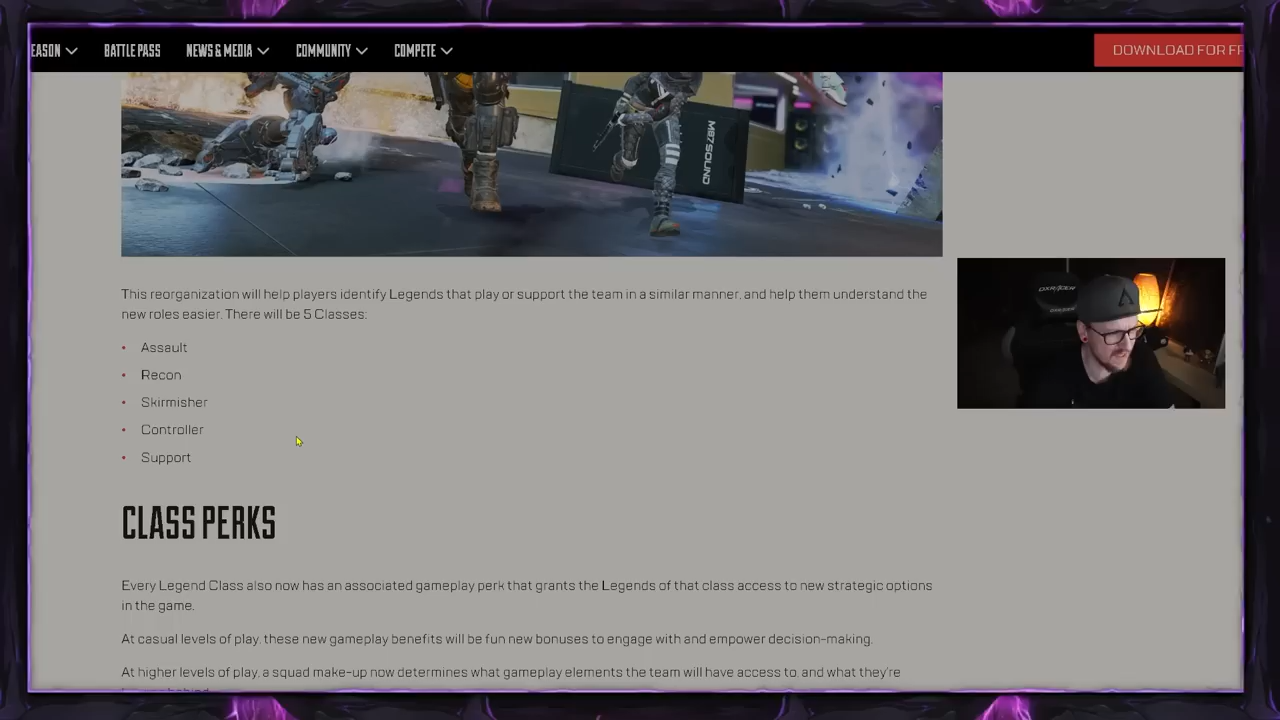 EASON BATTLE PASS NEWS & MEDIA COMMUNITY COMPETE DOWNLOAD FOR
M87SOUND
This reorganization will help players identify Legends that play or support the team in a similar manner, and help them understand the
new roles easier. There will be 5 Classes:
• Assault
• Recon
• Skirmisher
• Controller
• Support
CLASS PERKS
Every Legend Class also now has an associated gameplay perk that grants the Legends of that class access to new strategic options
in the game.
At casual levels of play, these new gameplay benefits will be fun new bonuses to engage with and empower decision-making.
At higher levels of play, a squad make-up now determines what gameplay elements the team will have access to, and what they're